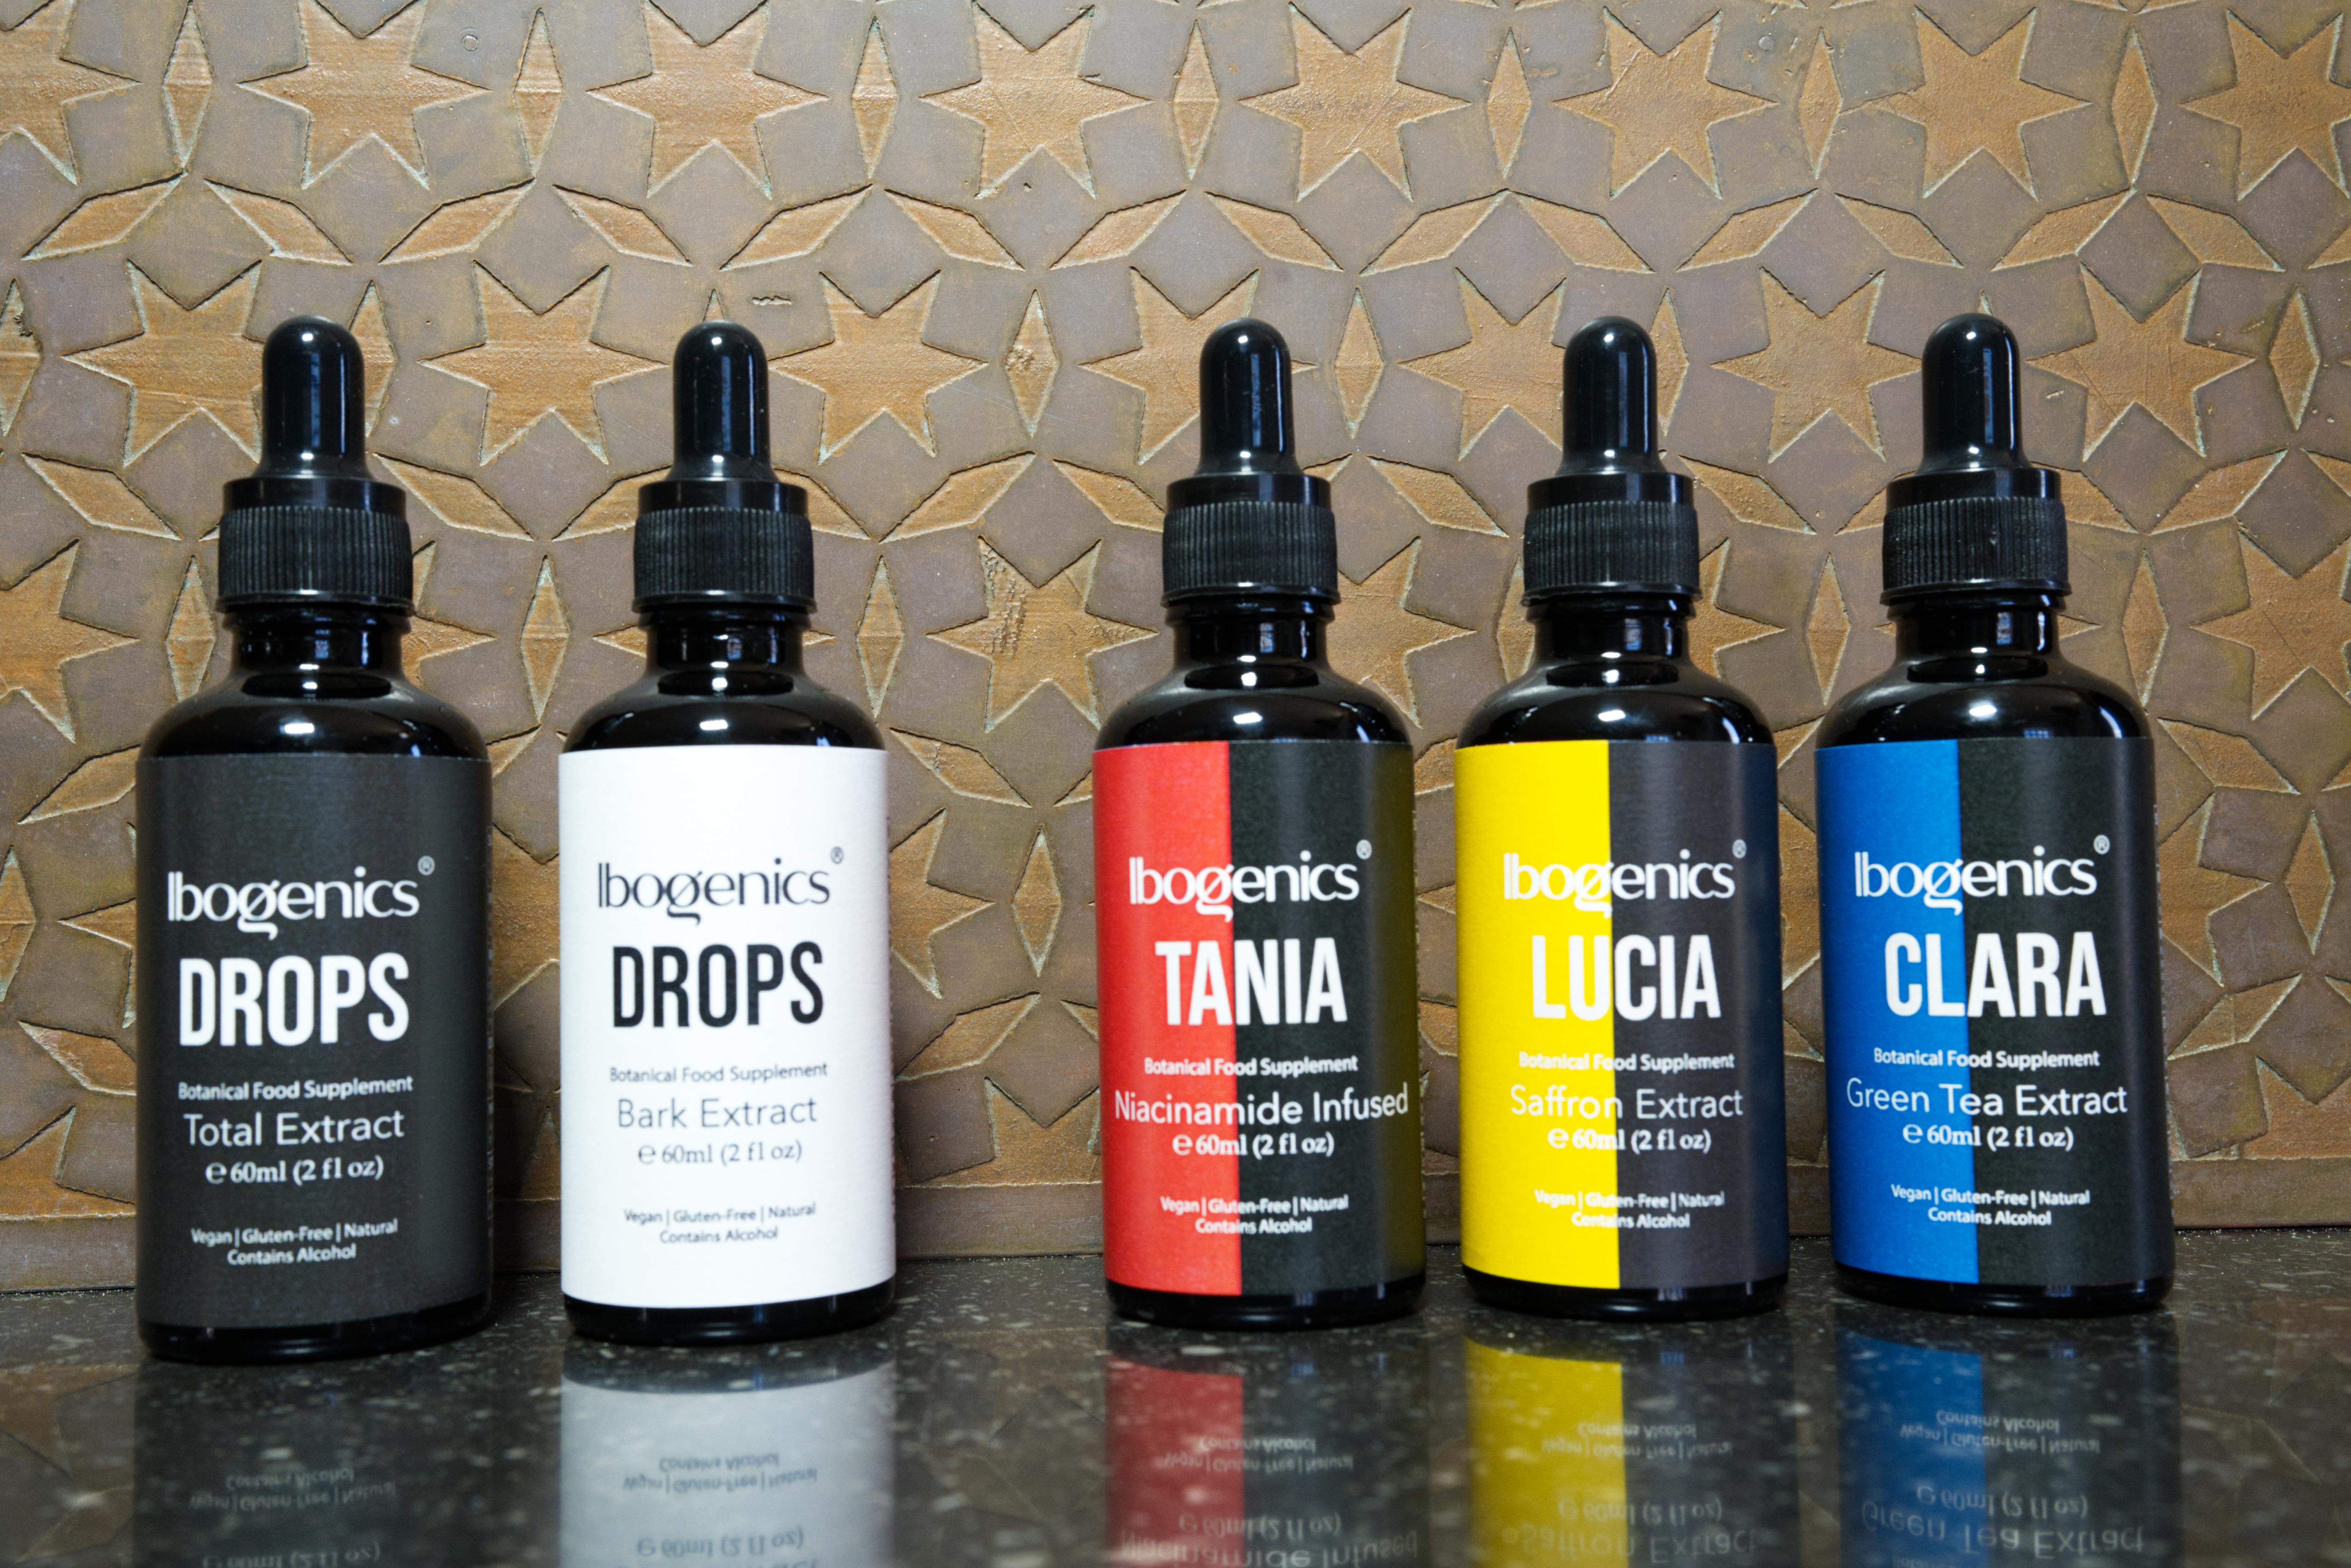 Ibogenics®
DROPS
Botanical Food Supplement
Total Extract
℮ 60ml (2 fl oz)
Vegan | Gluten-Free | Natural
Contains Alcohol
Ibogenics®
DROPS
Botanical Food Supplement
Bark Extract
℮ 60ml (2 fl oz)
Vegan | Gluten-Free | Natural
Contains Alcohol
Ibogenics®
TANIA
Botanical Food Supplement
Niacinamide Infused
℮ 60ml (2 fl oz)
Vegan | Gluten-Free | Natural
Contains Alcohol
Ibogenics®
LUCIA
Botanical Food Supplement
Saffron Extract
℮ 60ml (2 fl oz)
Vegan | Gluten-Free | Natural
Contains Alcohol
Ibogenics®
CLARA
Botanical Food Supplement
Green Tea Extract
℮ 60ml (2 fl oz)
Vegan | Gluten-Free | Natural
Contains Alcohol